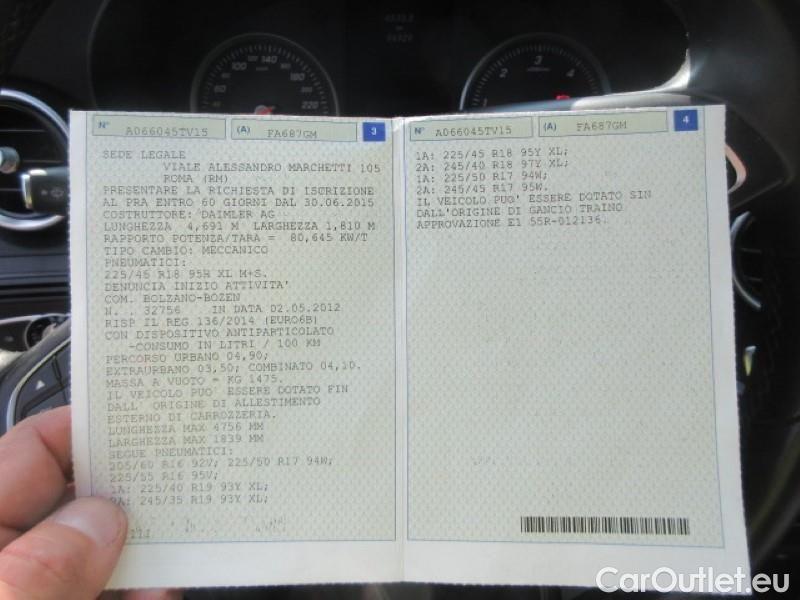 N° A066045TV15 (A) FA687GM 3
SEDE LEGALE
VIALE ALESSANDRO MARCHETTI 105
ROMA (RM)
PRESENTARE LA RICHIESTA DI ISCRIZIONE
AL PRA ENTRO 60 GIORNI DAL 30.06.2015
COSTRUTTORE: DAIMLER AG
LUNGHEZZA 4,691 M LARGHEZZA 1,810 M
RAPPORTO POTENZA/TARA = 80,645 KW/T
TIPO CAMBIO: MECCANICO
PNEUMATICI:
225/45 R18 95H XL M+S.
DENUNCIA INIZIO ATTIVITA'
COM. BOLZANO-BOZEN
N. . 32756 IN DATA 02.05.2012
RISP IL REG 136/2014 (EURO6B)
CON DISPOSITIVO ANTIPARTICOLATO
-CONSUMO IN LITRI / 100 KM
PERCORSO URBANO 04,90;
EXTRAURBANO 03,50; COMBINATO 04,10.
MASSA A VUOTO = KG 1475.
IL VEICOLO PUO' ESSERE DOTATO FIN
DALL' ORIGINE DI ALLESTIMENTO
ESTERNO DI CARROZZERIA.
LUNGHEZZA MAX 4756 MM
LARGHEZZA MAX 1839 MM
SEGUE PNEUMATICI:
205/60 R16 92V; 225/50 R17 94W;
225/55 R16 95V;
1A: 225/40 R19 93Y XL;
2A: 245/35 R19 93Y XL;
N° A066045TV15 (A) FA687GM 4
1A: 225/45 R18 95Y XL;
2A: 245/40 R18 97Y XL;
1A: 225/50 R17 94W;
2A: 245/45 R17 95W.
IL VEICOLO PUO' ESSERE DOTATO SIN
DALL'ORIGINE DI GANCIO TRAINO
APPROVAZIONE E1 55R-012136.
100 140
80
60
220
1 2 3 4
CarOutlet.eu